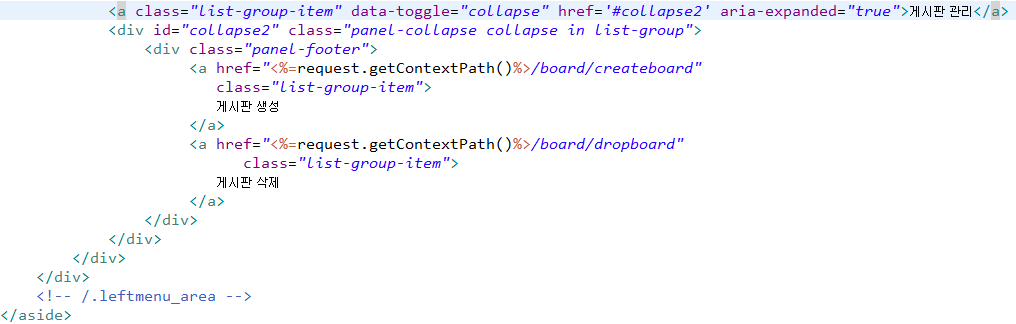 <a class="list-group-item" data-toggle="collapse" href='#collapse2' aria-expanded="true">게시판 관리</a>
<div id="collapse2" class="panel-collapse collapse in list-group">
<div class="panel-footer">
<a href="<%=request.getContextPath()%>/board/createboard"
class="list-group-item">
게시판 생성
</a>
<a href="<%=request.getContextPath()%>/board/dropboard"
class="list-group-item">
게시판 삭제
</a>
</div>
</div>
</div>
</div>
<!-- /.leftmenu_area -->
</aside>